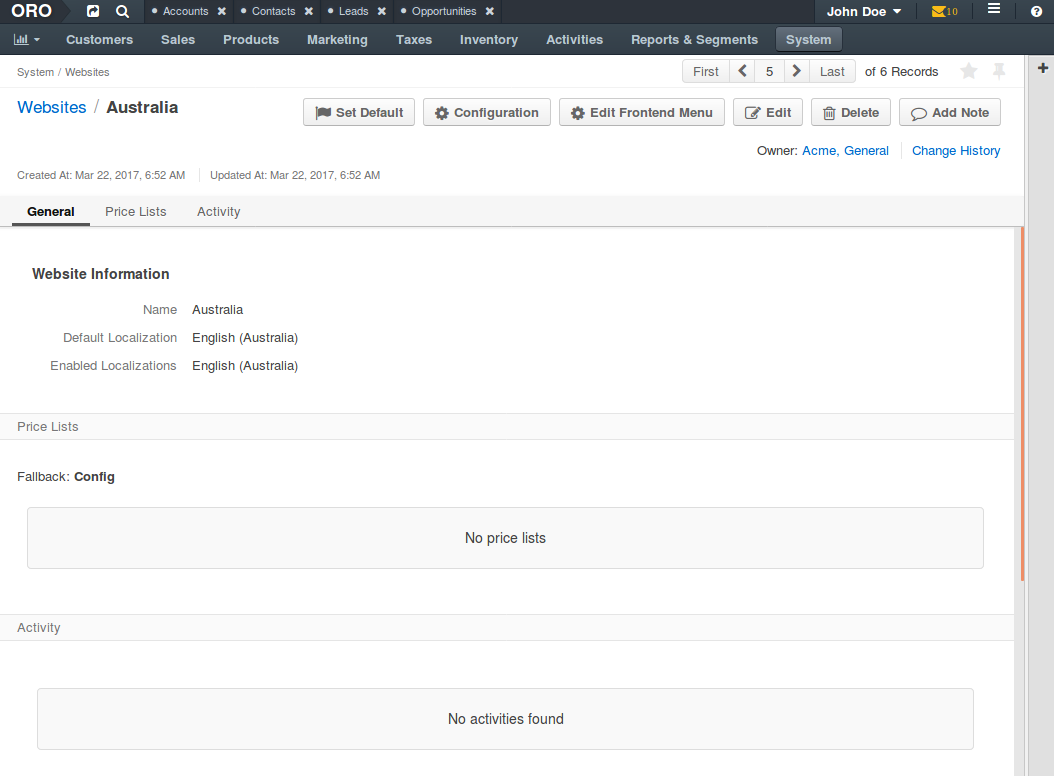 ORO Accounts Contacts Leads Opportunities John Doe 10
Customers Sales Products Marketing Taxes Inventory Activities Reports & Segments System
System / Websites First 5 Last of 6 Records
Websites / Australia Set Default Configuration Edit Frontend Menu Edit Delete Add Note
Owner: Acme, General Change History
Created At: Mar 22, 2017, 6:52 AM Updated At: Mar 22, 2017, 6:52 AM
General Price Lists Activity
Website Information
Name Australia
Default Localization English (Australia)
Enabled Localizations English (Australia)
Price Lists
Fallback: Config
No price lists
Activity
No activities found